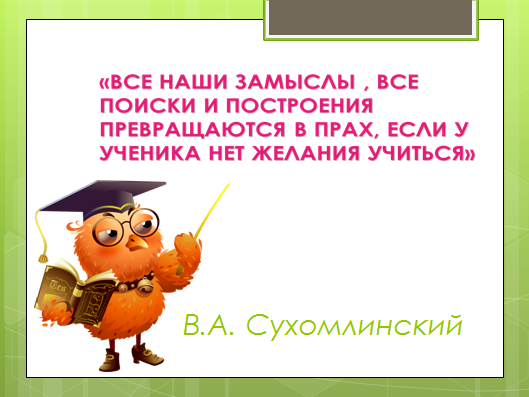 «ВСЕ НАШИ ЗАМЫСЛЫ , ВСЕ
ПОИСКИ И ПОСТРОЕНИЯ
ПРЕВРАЩАЮТСЯ В ПРАХ, ЕСЛИ У
УЧЕНИКА НЕТ ЖЕЛАНИЯ УЧИТЬСЯ»
В.А. Сухомлинский